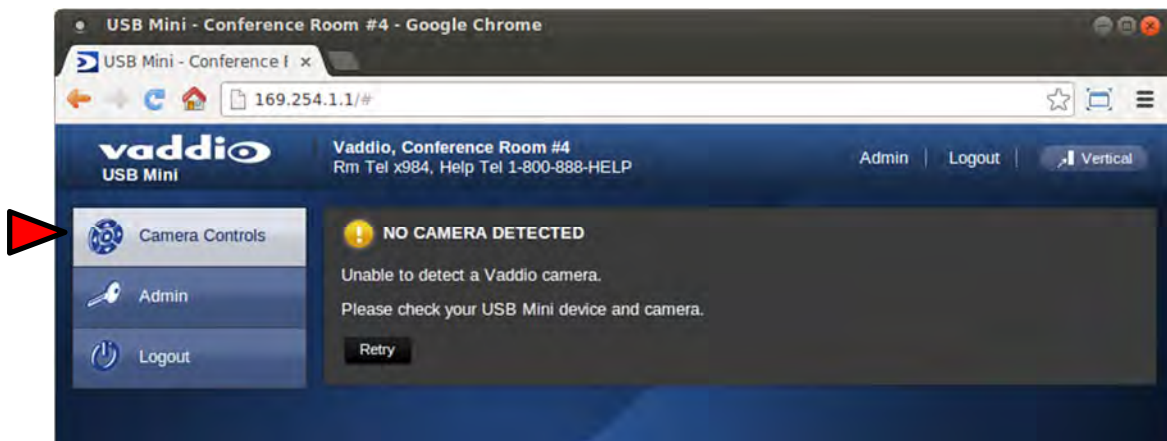 USB Mini - Conference Room #4 - Google Chrome
USB Mini - Conference F
169.254.1.1/#
vaddio
USB Mini
Vaddio, Conference Room #4
Rm Tel x984, Help Tel 1-800-888-HELP
Admin | Logout | Vertical
Camera Controls
Admin
Logout
NO CAMERA DETECTED
Unable to detect a Vaddio camera.
Please check your USB Mini device and camera.
Retry